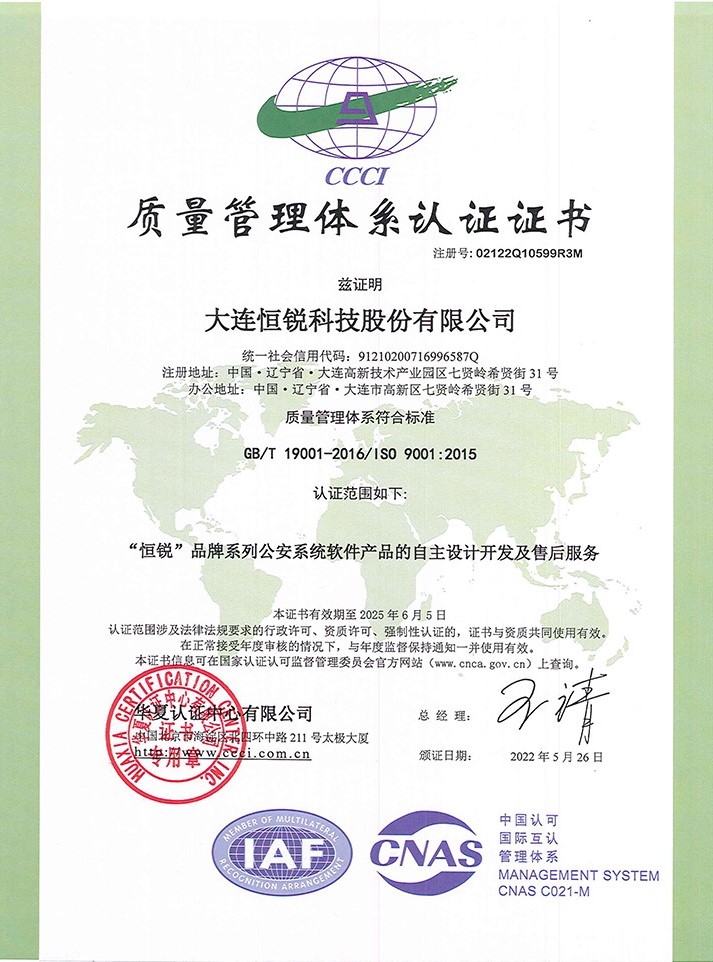 CCCI
质量管理体系认证证书
注册号: 02122Q10599R3M
兹证明
大连恒锐科技股份有限公司
统一社会信用代码: 91210200716996587Q
注册地址: 中国·辽宁省·大连高新技术产业园区七贤岭希贤街 31 号
办公地址: 中国·辽宁省·大连市高新区七贤岭希贤街 31 号
质量管理体系符合标准
GB/T 19001-2016/ISO 9001:2015
认证范围如下:
“恒锐”品牌系列公安系统软件产品的自主设计开发及售后服务
本证书有效期至 2025 年 6 月 5 日
认证范围涉及法律法规要求的行政许可、资质许可、强制性认证的，证书与资质共同使用有效。
在正常接受年度审核的情况下，与年度监督保持通知一并使用有效。
本证书信息可在国家认证认可监督管理委员会官方网站（www.cnca.gov.cn）上查询。
华夏认证中心有限公司
中国北京市海淀区北四环中路 211 号太极大厦
http://www.ccci.com.cn
HUAXIA CERTIFICATION CENTER INC.
华夏认证中心有限公司
证书
专用章
总 经 理:
颁证日期: 2022 年 5 月 26 日
MEMBER OF MULTILATERAL
IAF
RECOGNITION ARRANGEMENT
CNAS
中国认可
国际互认
管理体系
MANAGEMENT SYSTEM
CNAS C021-M